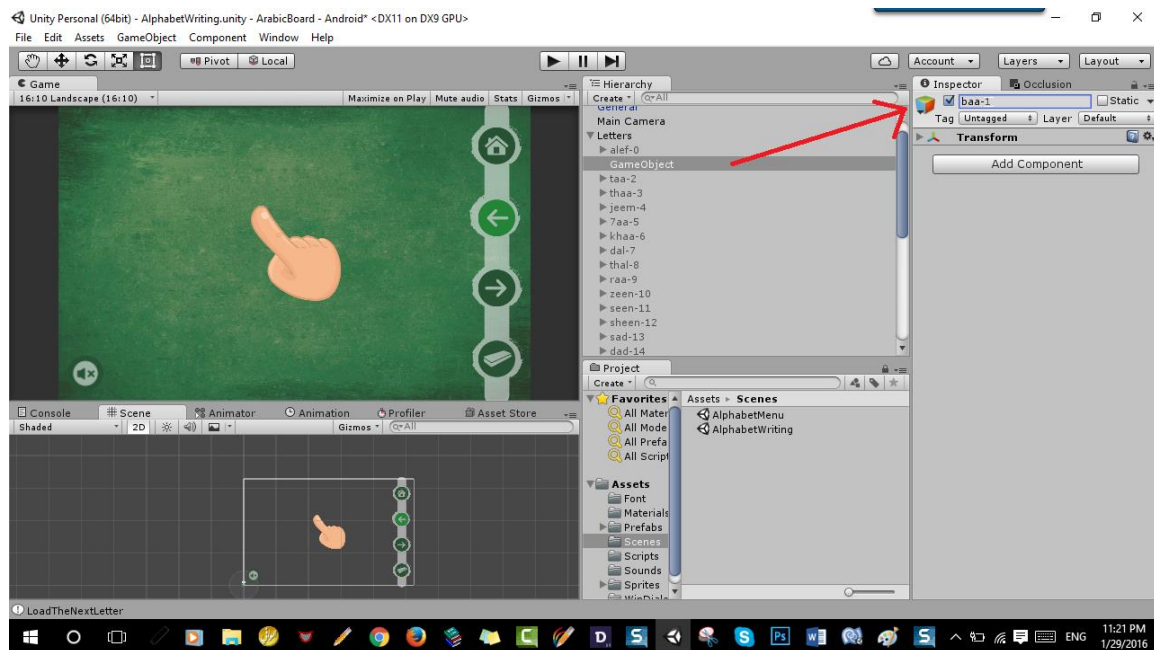 Unity Personal (64bit) - AlphabetWriting.unity - ArabicBoard - Android* <DX11 on DX9 GPU>
File Edit Assets GameObject Component Window Help
Pivot Local Account Layers Layout
Game
16:10 Landscape (16:10) Maximize on Play Mute audio Stats Gizmos
Hierarchy
Create All
General
Main Camera
Letters
alef-0
GameObject
taa-2
thaa-3
jeem-4
7aa-5
khaa-6
dal-7
thal-8
raa-9
zeen-10
seen-11
sheen-12
sad-13
dad-14
Inspector Occlusion
baa-1 Static
Tag Untagged Layer Default
Transform
Add Component
Project
Create
Favorites
All Mater
All Mode
All Prefa
All Script
Assets
Font
Materials
Prefabs
Scenes
Scripts
Sounds
Sprites
WinDialo
Assets Scenes
AlphabetMenu
AlphabetWriting
Console Scene Animator Animation Profiler Asset Store
Shaded 2D Gizmos All
LoadTheNextLetter
ENG
11:21 PM
1/29/2016